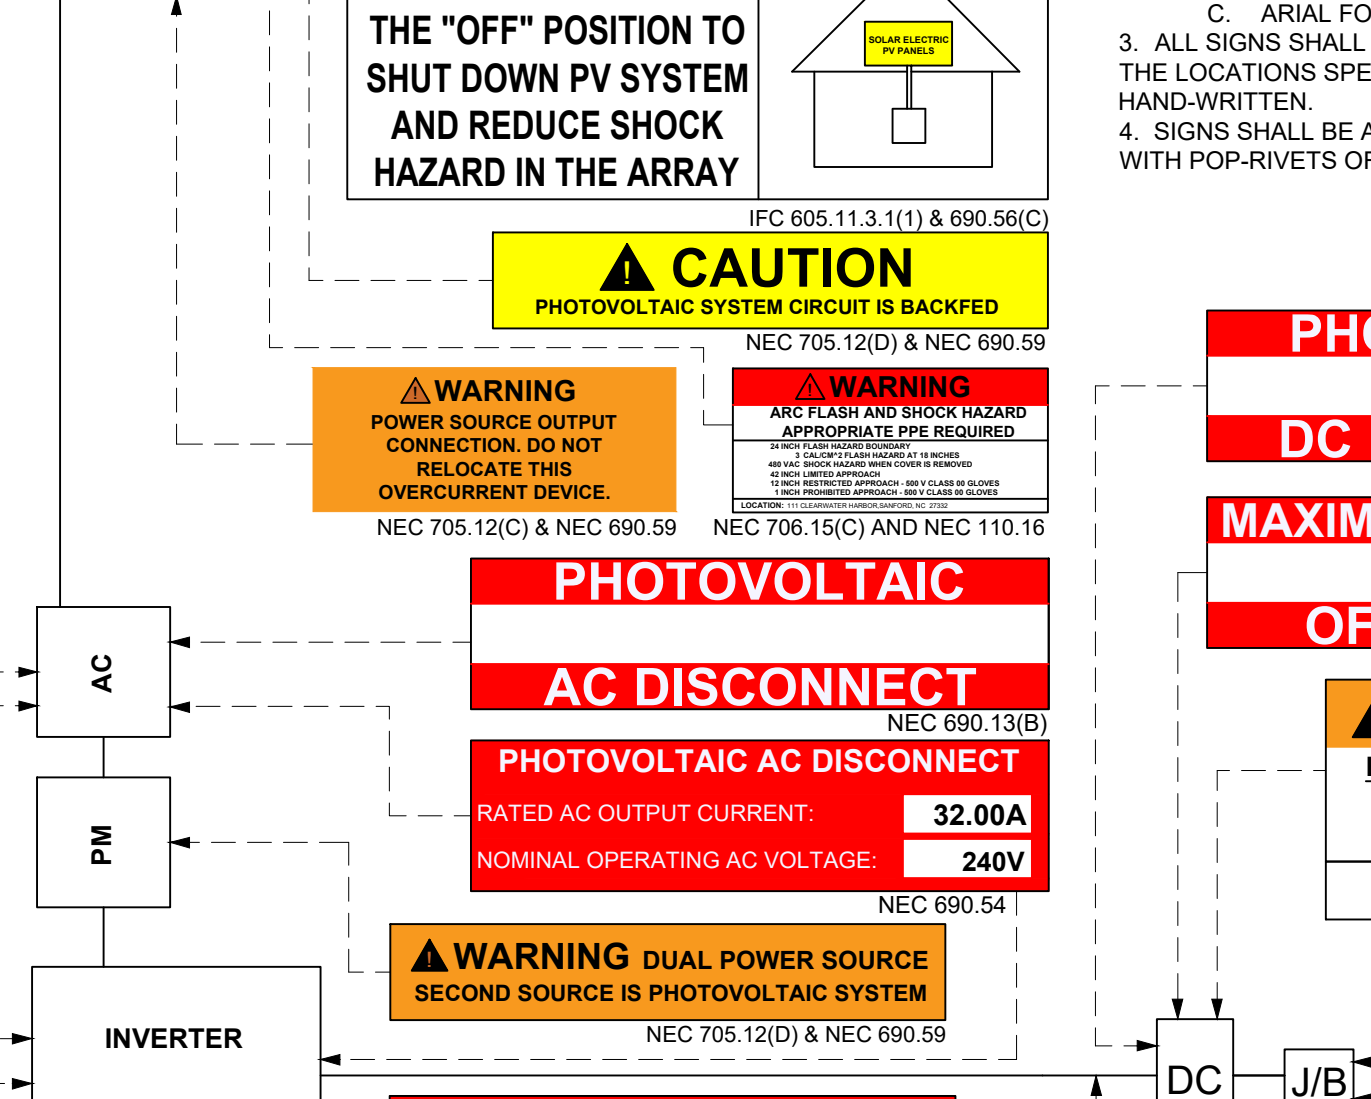 THE "OFF" POSITION TO
SHUT DOWN PV SYSTEM
AND REDUCE SHOCK
HAZARD IN THE ARRAY
SOLAR ELECTRIC
PV PANELS
IFC 605.11.3.1(1) & 690.56(C)
C. ARIAL FO
3. ALL SIGNS SHALL
THE LOCATIONS SPE
HAND-WRITTEN.
4. SIGNS SHALL BE A
WITH POP-RIVETS OF
CAUTION
PHOTOVOLTAIC SYSTEM CIRCUIT IS BACKFED
NEC 705.12(D) & NEC 690.59
WARNING
POWER SOURCE OUTPUT
CONNECTION. DO NOT
RELOCATE THIS
OVERCURRENT DEVICE.
NEC 705.12(C) & NEC 690.59
WARNING
ARC FLASH AND SHOCK HAZARD
APPROPRIATE PPE REQUIRED
24 INCH FLASH HAZARD BOUNDARY
3 CAL/CM^2 FLASH HAZARD AT 18 INCHES
480 VAC SHOCK HAZARD WHEN COVER IS REMOVED
42 INCH LIMITED APPROACH
12 INCH RESTRICTED APPROACH - 500 V CLASS 00 GLOVES
1 INCH PROHIBITED APPROACH - 500 V CLASS 00 GLOVES
LOCATION: 111 CLEARWATER HARBOR,SANFORD, NC 27332
NEC 706.15(C) AND NEC 110.16
PHOTOVOLTAIC
AC DISCONNECT
NEC 690.13(B)
PHOTOVOLTAIC AC DISCONNECT
RATED AC OUTPUT CURRENT: 32.00A
NOMINAL OPERATING AC VOLTAGE: 240V
NEC 690.54
WARNING DUAL POWER SOURCE
SECOND SOURCE IS PHOTOVOLTAIC SYSTEM
NEC 705.12(D) & NEC 690.59
AC
PM
INVERTER
PHO
DC
MAXIM
OF
DC
J/B